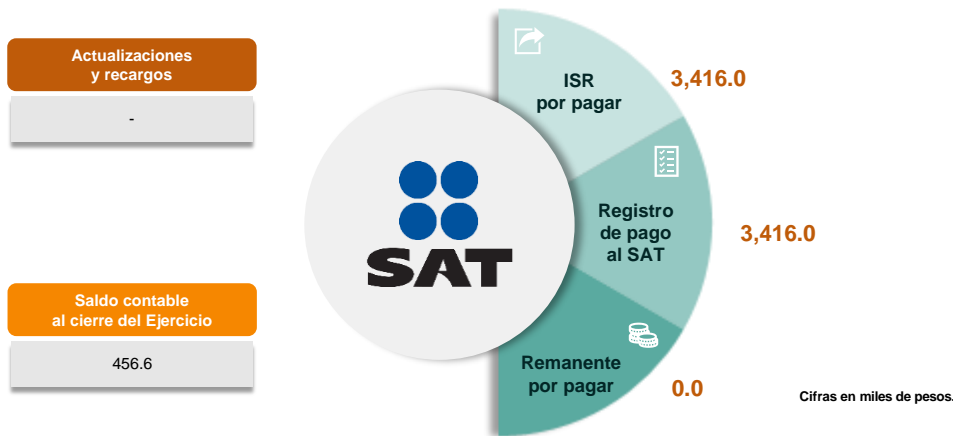 Actualizaciones
y recargos
-
Saldo contable
al cierre del Ejercicio
456.6
SAT
ISR
por pagar
3,416.0
Registro
de pago
al SAT
3,416.0
Remanente
por pagar
0.0
Cifras en miles de pesos.